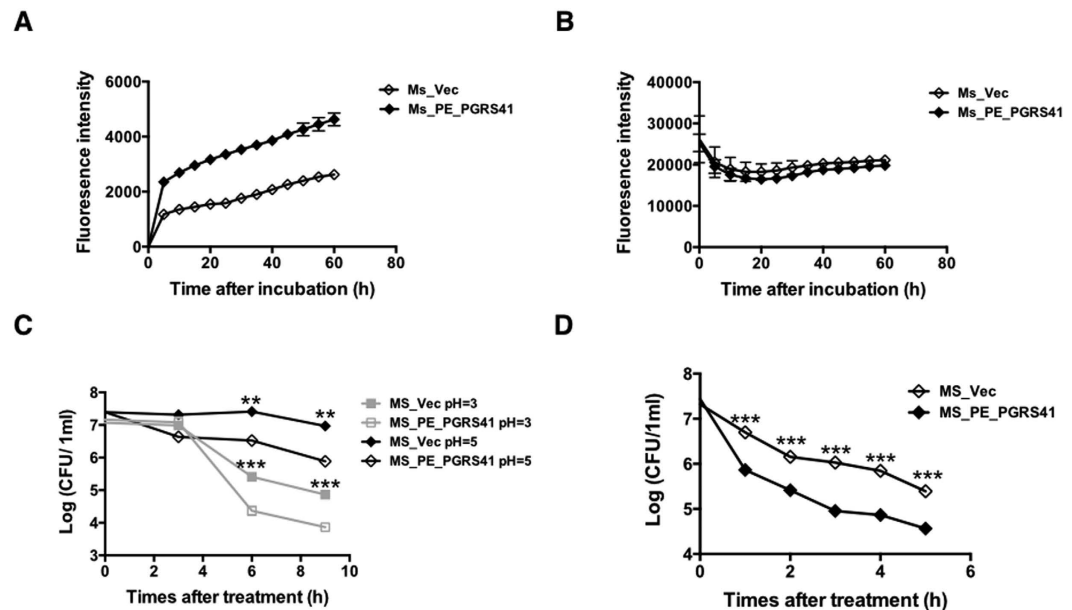 A
Fluoresence intensity
6000
4000
2000
0
0 20 40 60 80
Time after incubation (h)
Ms_Vec
Ms_PE_PGRS41
B
Fluoresence intensity
40000
30000
20000
10000
0
0 20 40 60 80
Time after incubation (h)
Ms_Vec
Ms_PE_PGRS41
C
Log (CFU/ 1ml)
8
7
6
5
4
3
0 2 4 6 8 10
Times after treatment (h)
**
**
***
***
MS_Vec pH=3
MS_PE_PGRS41 pH=3
MS_Vec pH=5
MS_PE_PGRS41 pH=5
D
Log (CFU/1ml)
8
7
6
5
4
0 2 4 6
Times after treatment (h)
***
***
***
***
***
MS_Vec
MS_PE_PGRS41